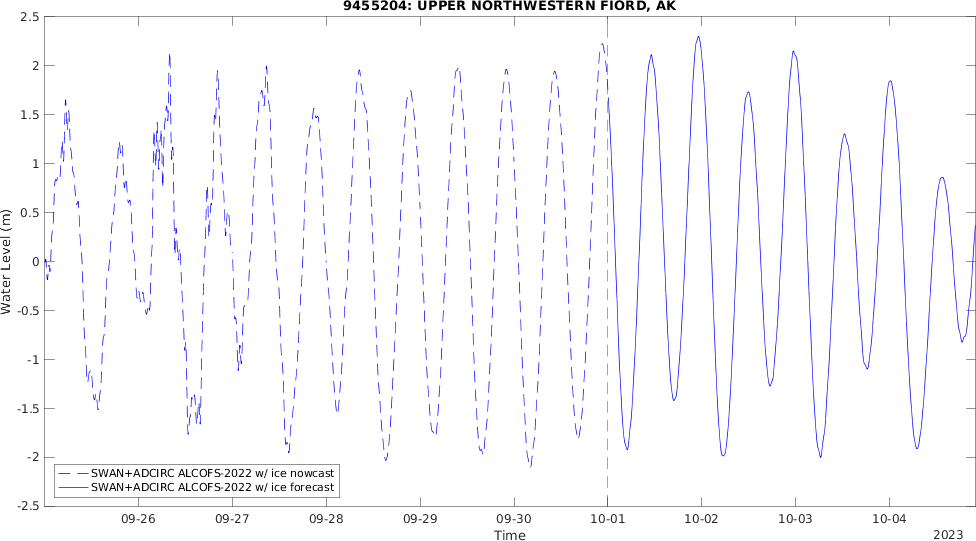 9455204: UPPER NORTHWESTERN FIORD, AK
2.5
2
1.5
1
0.5
0
-0.5
-1
-1.5
-2
-2.5
Water Level (m)
SWAN+ADCIRC ALCOFS-2022 w/ ice nowcast
SWAN+ADCIRC ALCOFS-2022 w/ ice forecast
09-26 09-27 09-28 09-29 09-30 10-01 10-02 10-03 10-04
Time
2023